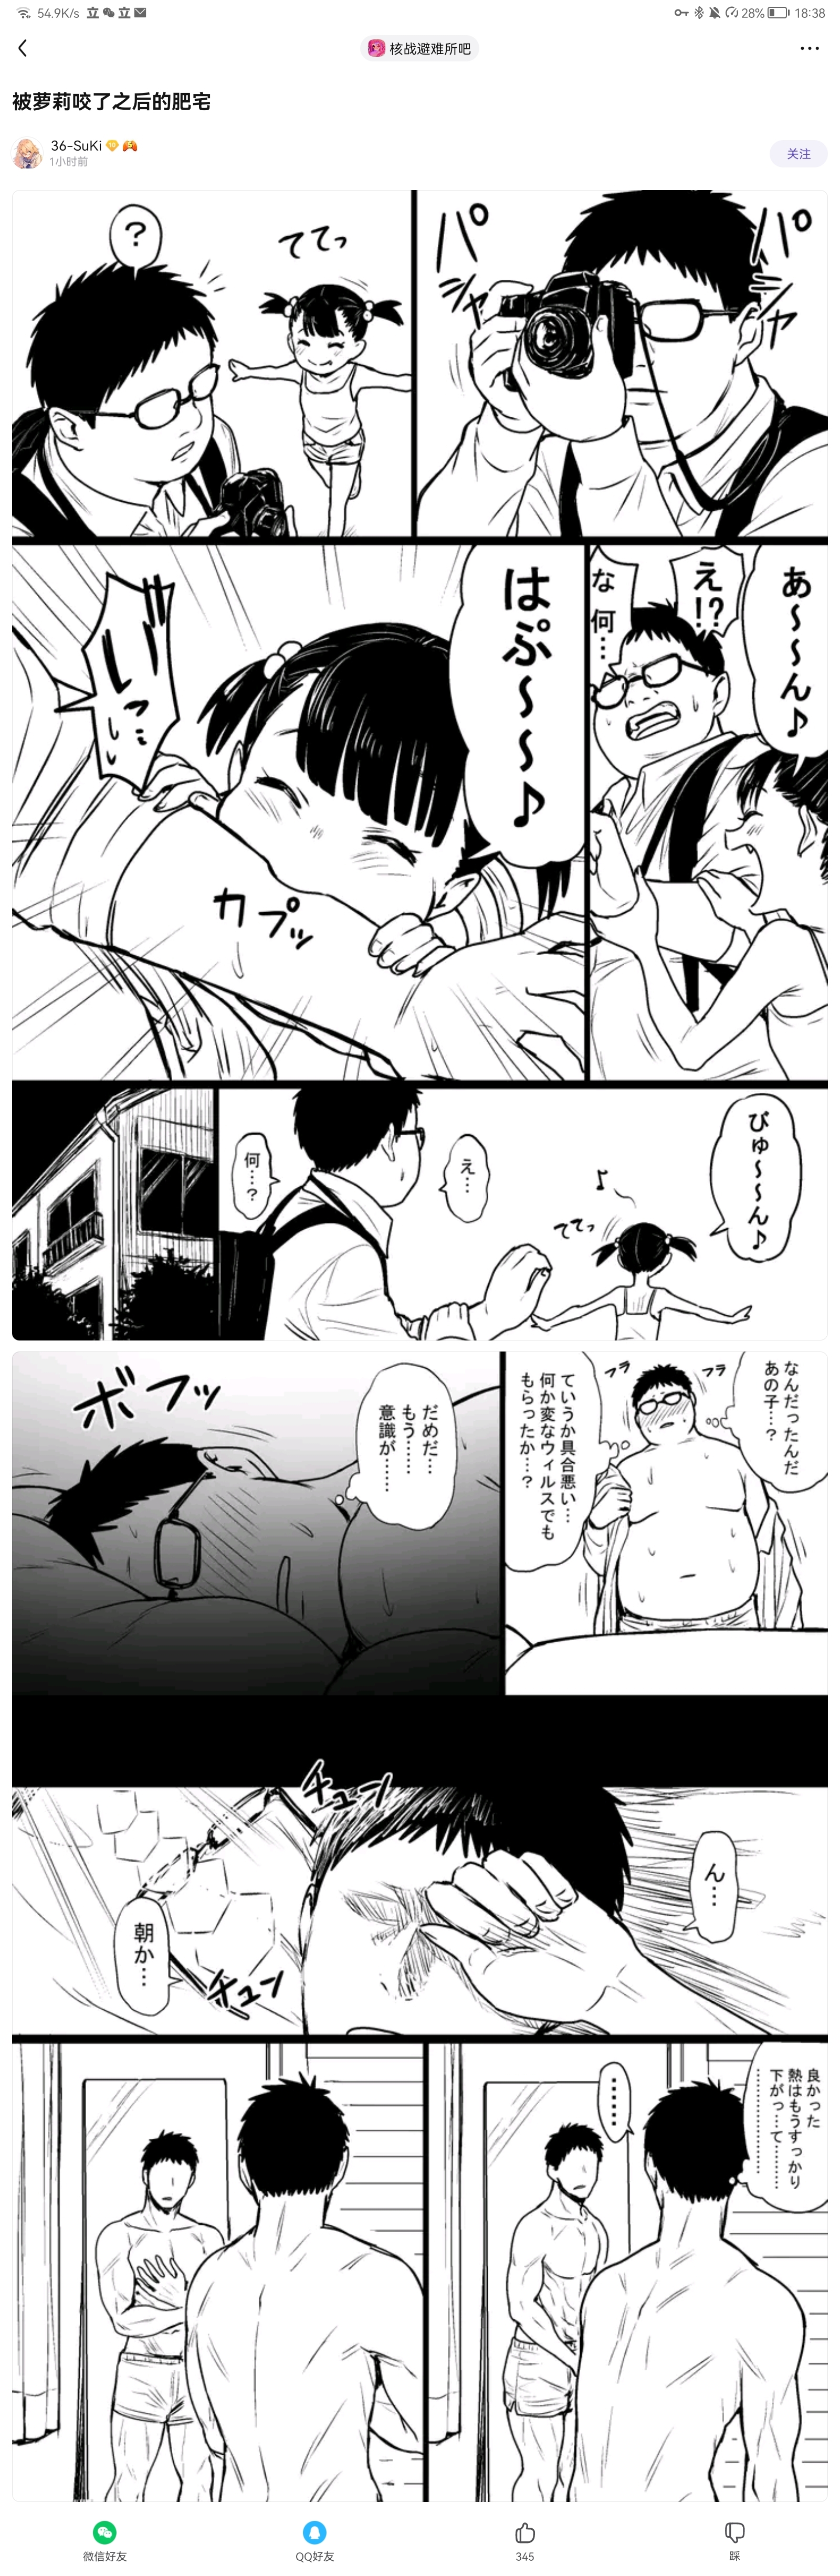 54.9K/s 立 立 28% 18:38
核战避难所吧
被萝莉咬了之后的肥宅
36-SuKi
1小时前
关注
パシャ
パシャ
?
ててっ
あ〜〜ん♪
え!?
な
何…
はぷ〜〜♪
カプッ
びゅ〜〜ん♪
ててっ
♪
え…
何…?
なんだったんだ
あの子…?
フラ
フラ
ていうか具合悪い…
何か変なウィルスでも
もらったか…?
だめだ…
もう……
意識が……
ボフッ
チュン
ん…
朝か…
チュン
良かった
熱はもうすっかり
下がっ…て…………
……………………
……
微信好友
QQ好友
345
踩